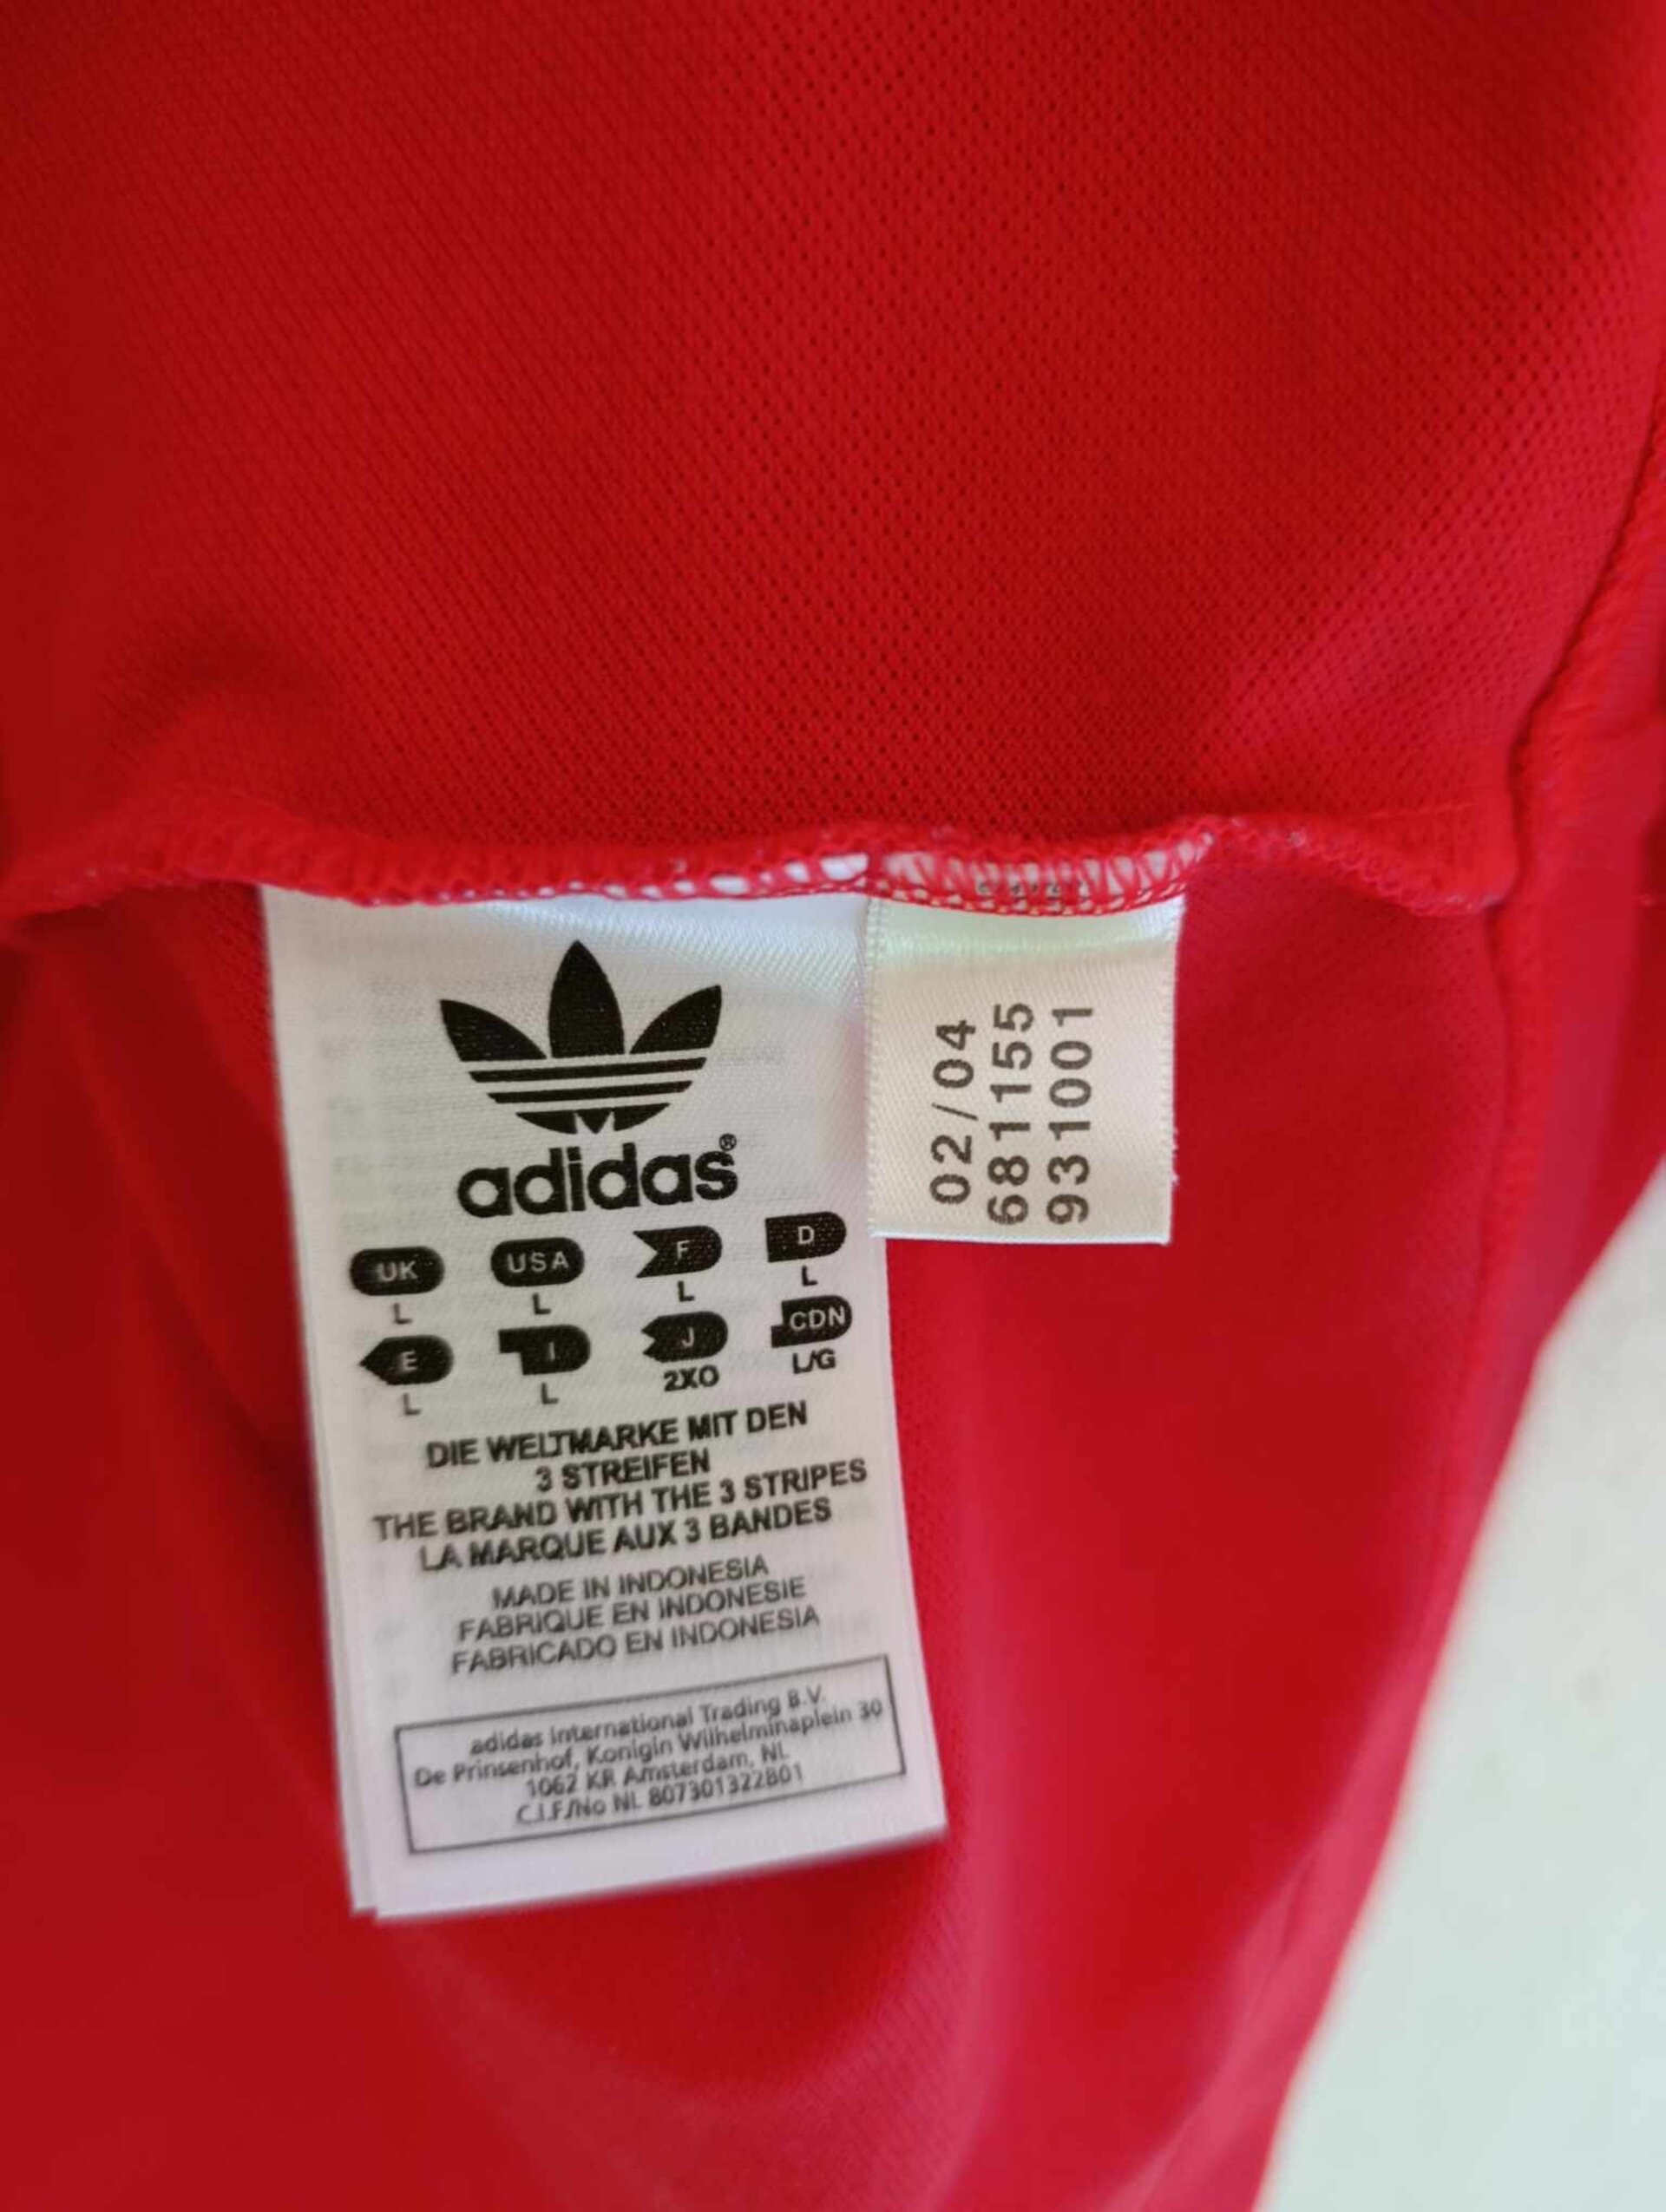 adidas®
UK USA F D
L L L L
E I J CDN
L L 2XO L/G
DIE WELTMARKE MIT DEN
3 STREIFEN
THE BRAND WITH THE 3 STRIPES
LA MARQUE AUX 3 BANDES
MADE IN INDONESIA
FABRIQUE EN INDONESIE
FABRICADO EN INDONESIA
adidas International Trading B.V.
De Prinsenhof, Konigin Wilhelminaplein 30
1062 KR Amsterdam, NL
C.I.F./No NL 807301322B01
02/04
681155
931001